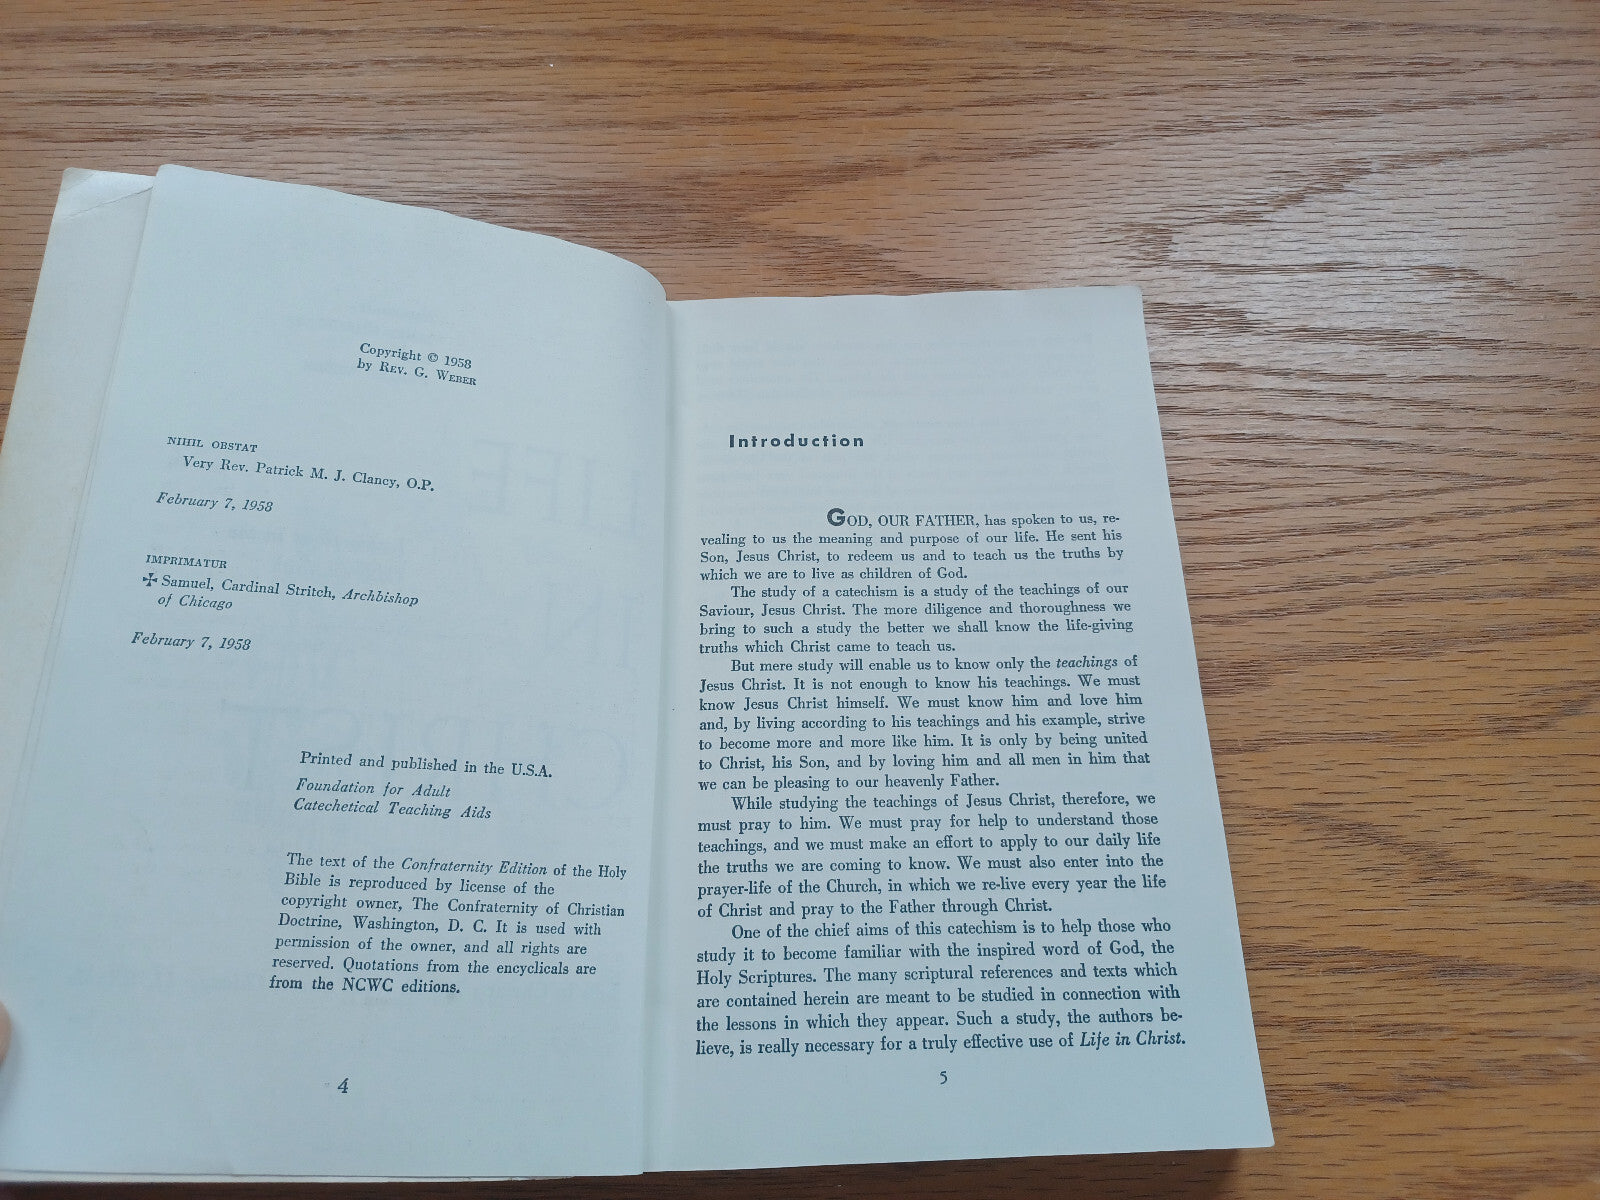 Copyright © 1958
by REV. G. WEBER
NIHIL OBSTAT
Very Rev. Patrick M. J. Clancy, O.P.
February 7, 1958
IMPRIMATUR
✠ Samuel, Cardinal Stritch, Archbishop
of Chicago
February 7, 1958
Printed and published in the U.S.A.
Foundation for Adult
Catechetical Teaching Aids
The text of the Confraternity Edition of the Holy
Bible is reproduced by license of the
copyright owner, The Confraternity of Christian
Doctrine, Washington, D. C. It is used with
permission of the owner, and all rights are
reserved. Quotations from the encyclicals are
from the NCWC editions.
4
Introduction
GOD, OUR FATHER, has spoken to us, re-
vealing to us the meaning and purpose of our life. He sent his
Son, Jesus Christ, to redeem us and to teach us the truths by
which we are to live as children of God.
The study of a catechism is a study of the teachings of our
Saviour, Jesus Christ. The more diligence and thoroughness we
bring to such a study the better we shall know the life-giving
truths which Christ came to teach us.
But mere study will enable us to know only the teachings of
Jesus Christ. It is not enough to know his teachings. We must
know Jesus Christ himself. We must know him and love him
and, by living according to his teachings and his example, strive
to become more and more like him. It is only by being united
to Christ, his Son, and by loving him and all men in him that
we can be pleasing to our heavenly Father.
While studying the teachings of Jesus Christ, therefore, we
must pray to him. We must pray for help to understand those
teachings, and we must make an effort to apply to our daily life
the truths we are coming to know. We must also enter into the
prayer-life of the Church, in which we re-live every year the life
of Christ and pray to the Father through Christ.
One of the chief aims of this catechism is to help those who
study it to become familiar with the inspired word of God, the
Holy Scriptures. The many scriptural references and texts which
are contained herein are meant to be studied in connection with
the lessons in which they appear. Such a study, the authors be-
lieve, is really necessary for a truly effective use of Life in Christ.
5